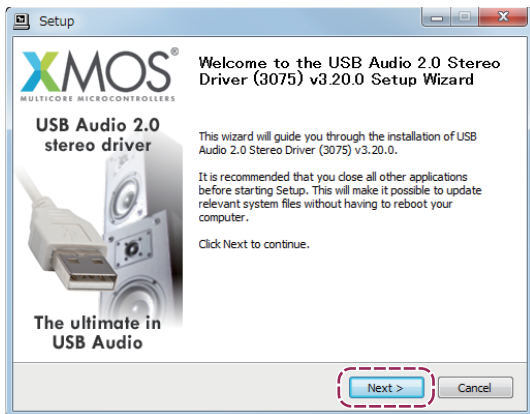 Setup
XMOS®
MULTICORE MICROCONTROLLERS
USB Audio 2.0
stereo driver
The ultimate in
USB Audio
Welcome to the USB Audio 2.0 Stereo
Driver (3075) v3.20.0 Setup Wizard
This wizard will guide you through the installation of USB
Audio 2.0 Stereo Driver (3075) v3.20.0.
It is recommended that you close all other applications
before starting Setup. This will make it possible to update
relevant system files without having to reboot your
computer.
Click Next to continue.
Next >
Cancel